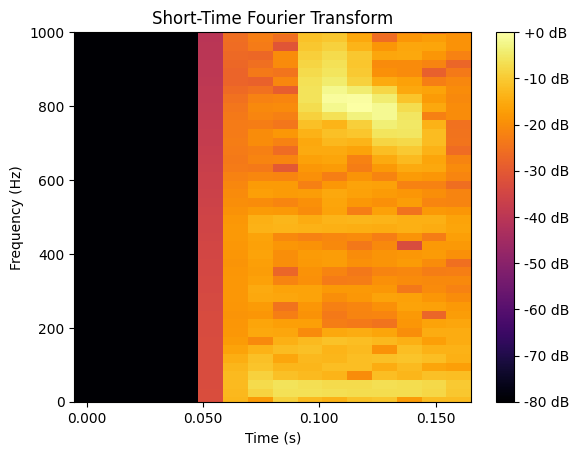 Short-Time Fourier Transform
1000
800
600
400
200
0
Frequency (Hz)
0.000
0.050
0.100
0.150
Time (s)
+0 dB
-10 dB
-20 dB
-30 dB
-40 dB
-50 dB
-60 dB
-70 dB
-80 dB